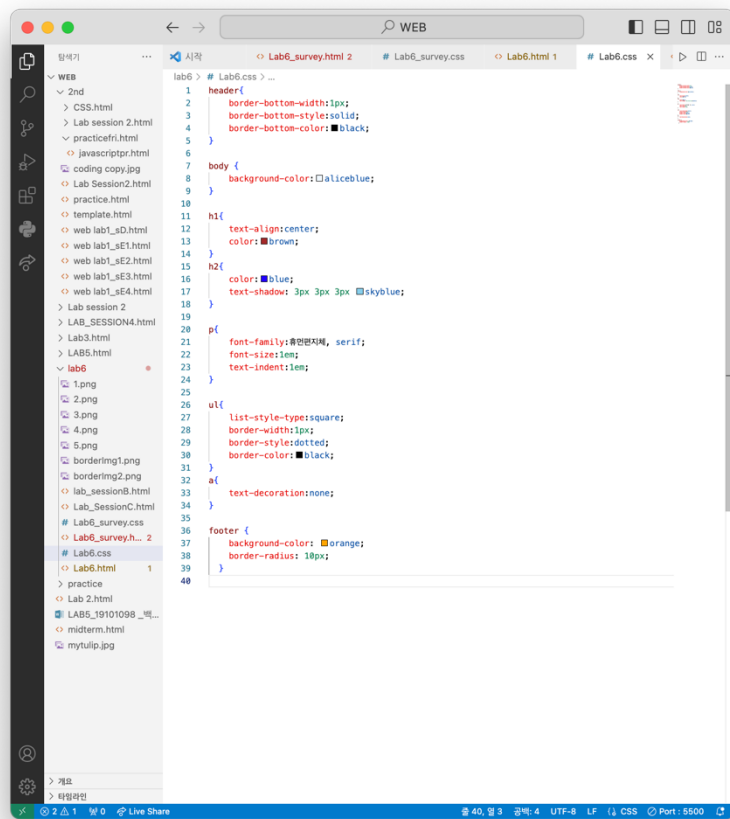 WEB
탐색기 ...
시작
<> Lab6_survey.html 2
# Lab6_survey.css
<> Lab6.html 1
# Lab6.css
lab6 > # Lab6.css > ...
WEB
2nd
CSS.html
Lab session 2.html
practicefri.html
<> javascriptpr.html
coding copy.jpg
<> Lab Session2.html
<> practice.html
<> template.html
<> web lab1_sD.html
<> web lab1_sE1.html
<> web lab1_sE2.html
<> web lab1_sE3.html
<> web lab1_sE4.html
Lab session 2
LAB_SESSION4.html
Lab3.html
LAB5.html
lab6
1.png
2.png
3.png
4.png
5.png
borderImg1.png
borderImg2.png
<> lab_sessionB.html
<> Lab_SessionC.html
# Lab6_survey.css
<> Lab6_survey.h... 2
# Lab6.css
<> Lab6.html 1
practice
<> Lab 2.html
LAB5_19101098 _백...
<> midterm.html
mytulip.jpg
개요
타임라인
1 header{
2 border-bottom-width:1px;
3 border-bottom-style:solid;
4 border-bottom-color:black;
5 }
6
7 body {
8 background-color:aliceblue;
9 }
10
11 h1{
12 text-align:center;
13 color:brown;
14 }
15 h2{
16 color:blue;
17 text-shadow: 3px 3px 3px skyblue;
18 }
19
20 p{
21 font-family:휴먼편지체, serif;
22 font-size:1em;
23 text-indent:1em;
24 }
25
26 ul{
27 list-style-type:square;
28 border-width:1px;
29 border-style:dotted;
30 border-color:black;
31 }
32 a{
33 text-decoration:none;
34 }
35
36 footer {
37 background-color: orange;
38 border-radius: 10px;
39 }
40
2 1 0 Live Share 줄 40, 열 3 공백: 4 UTF-8 LF CSS Port : 5500